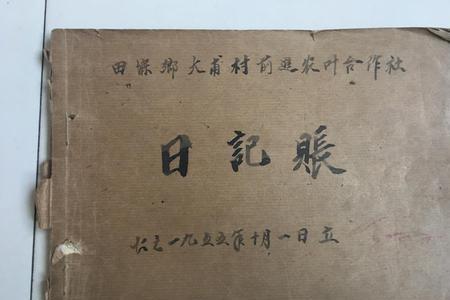 田寮鄉大甫村前進农叶合作社
日記賬
一九五五年十月一日立